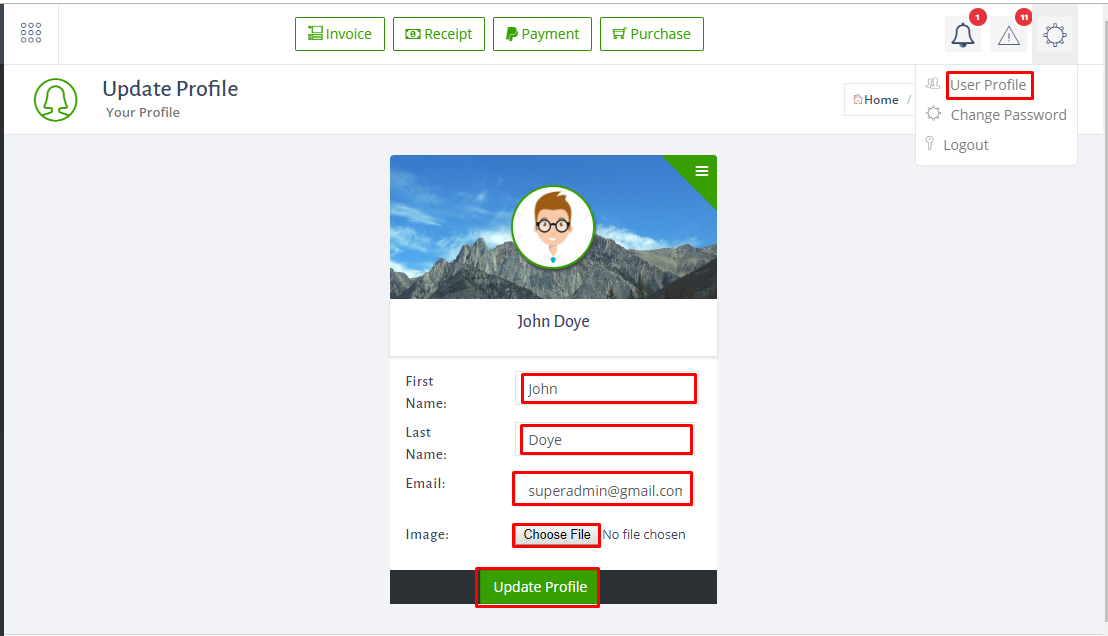 Invoice
Receipt
Payment
Purchase
1
11
Update Profile
Your Profile
Home /
User Profile
Change Password
Logout
John Doye
First
Name:
John
Last
Name:
Doye
Email:
superadmin@gmail.com
Image:
Choose File No file chosen
Update Profile